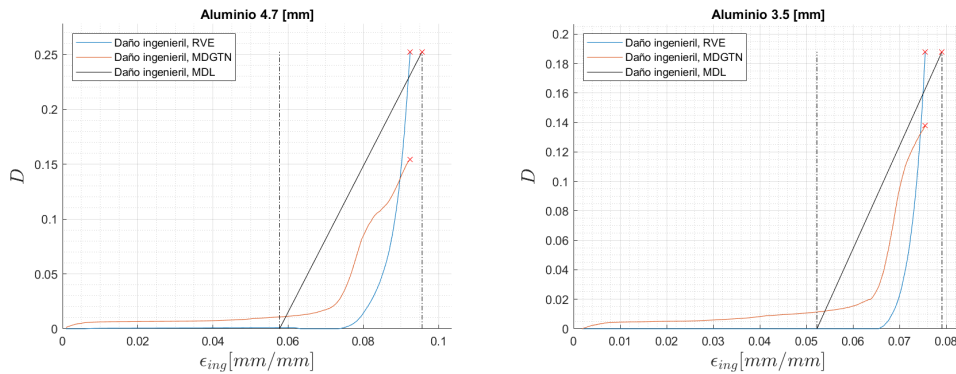 Aluminio 4.7 [mm]
Daño ingenieril, RVE
Daño ingenieril, MDGTN
Daño ingenieril, MDL
0.25
0.2
0.15
0.1
0.05
0
D
0 0.02 0.04 0.06 0.08 0.1
ϵ_ing[mm/mm]
Aluminio 3.5 [mm]
Daño ingenieril, RVE
Daño ingenieril, MDGTN
Daño ingenieril, MDL
0.2
0.18
0.16
0.14
0.12
0.1
0.08
0.06
0.04
0.02
0
D
0 0.01 0.02 0.03 0.04 0.05 0.06 0.07 0.08
ϵ_ing[mm/mm]